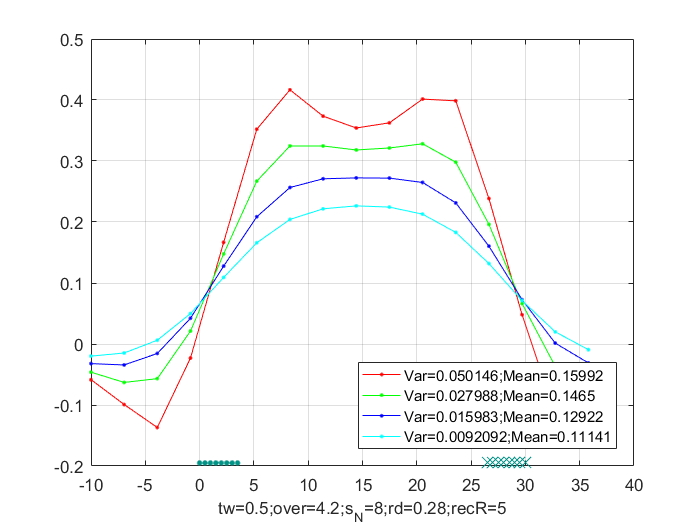 0.5
0.4
0.3
0.2
0.1
0
-0.1
-0.2
Var=0.050146;Mean=0.15992
Var=0.027988;Mean=0.1465
Var=0.015983;Mean=0.12922
Var=0.0092092;Mean=0.11141
-10 -5 0 5 10 15 20 25 30 35 40
tw=0.5;over=4.2;s_N=8;rd=0.28;recR=5